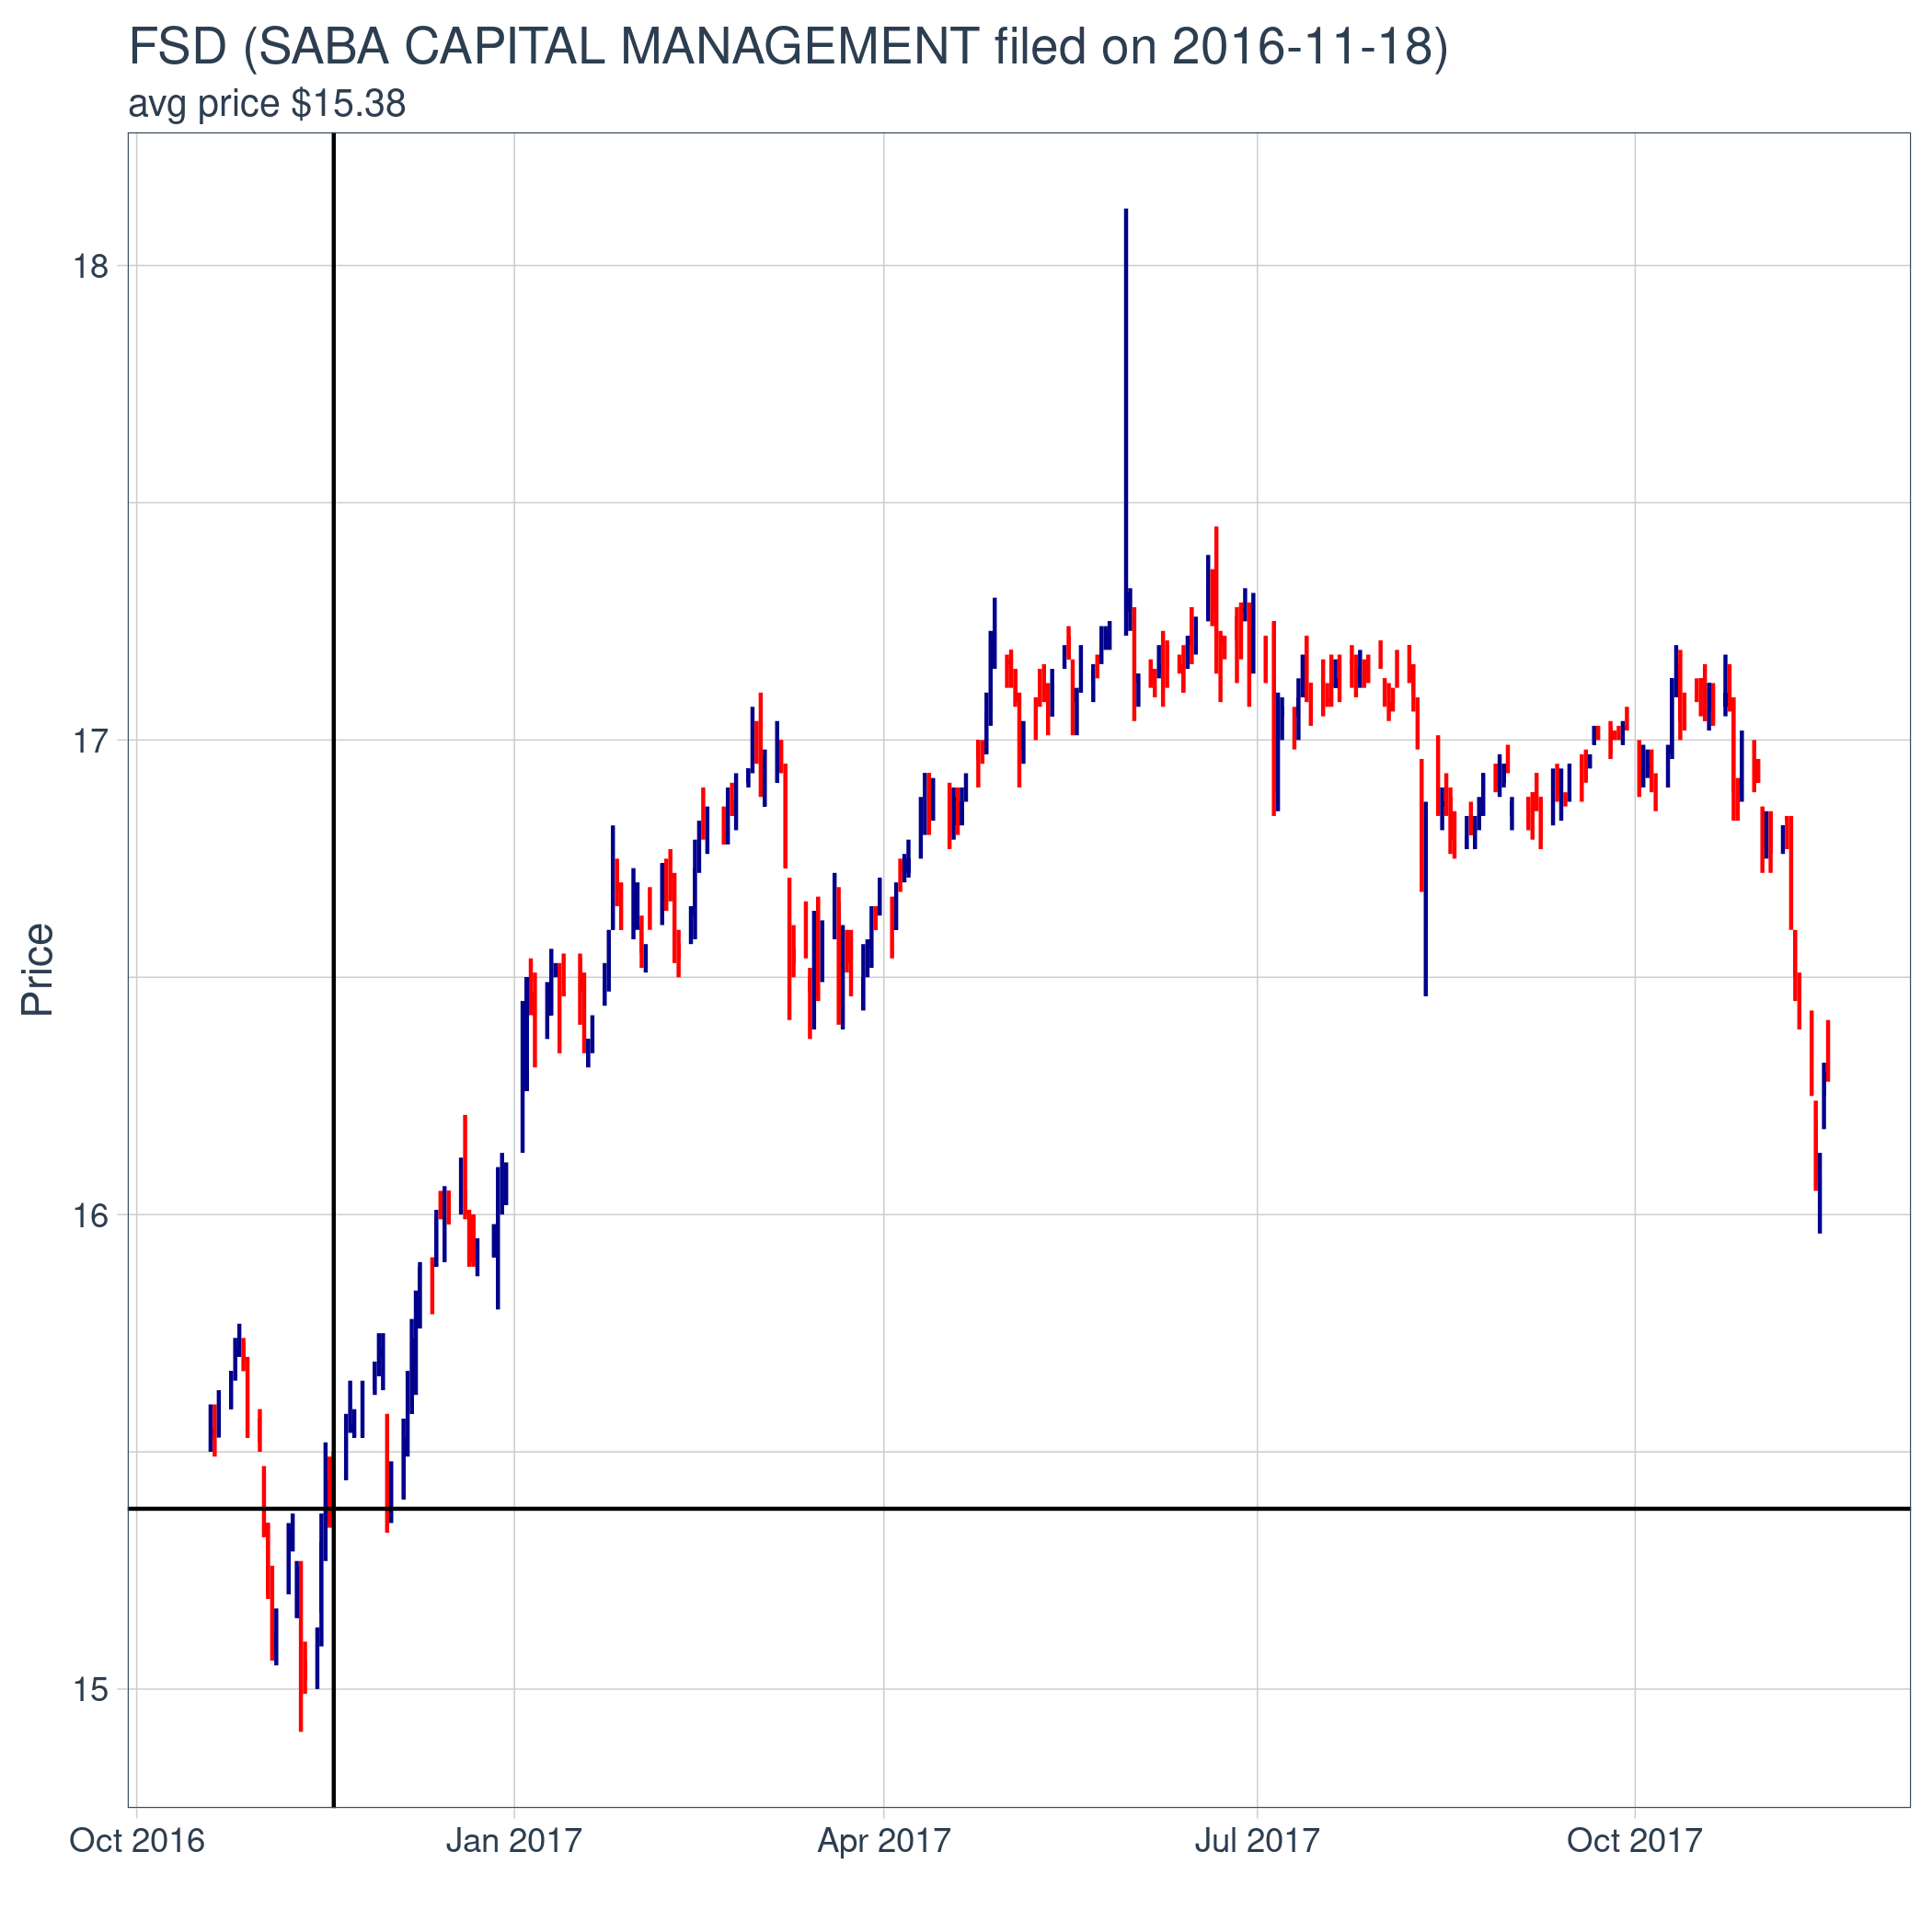 FSD (SABA CAPITAL MANAGEMENT filed on 2016-11-18)
avg price $15.38
18
17
16
15
Price
Oct 2016 Jan 2017 Apr 2017 Jul 2017 Oct 2017